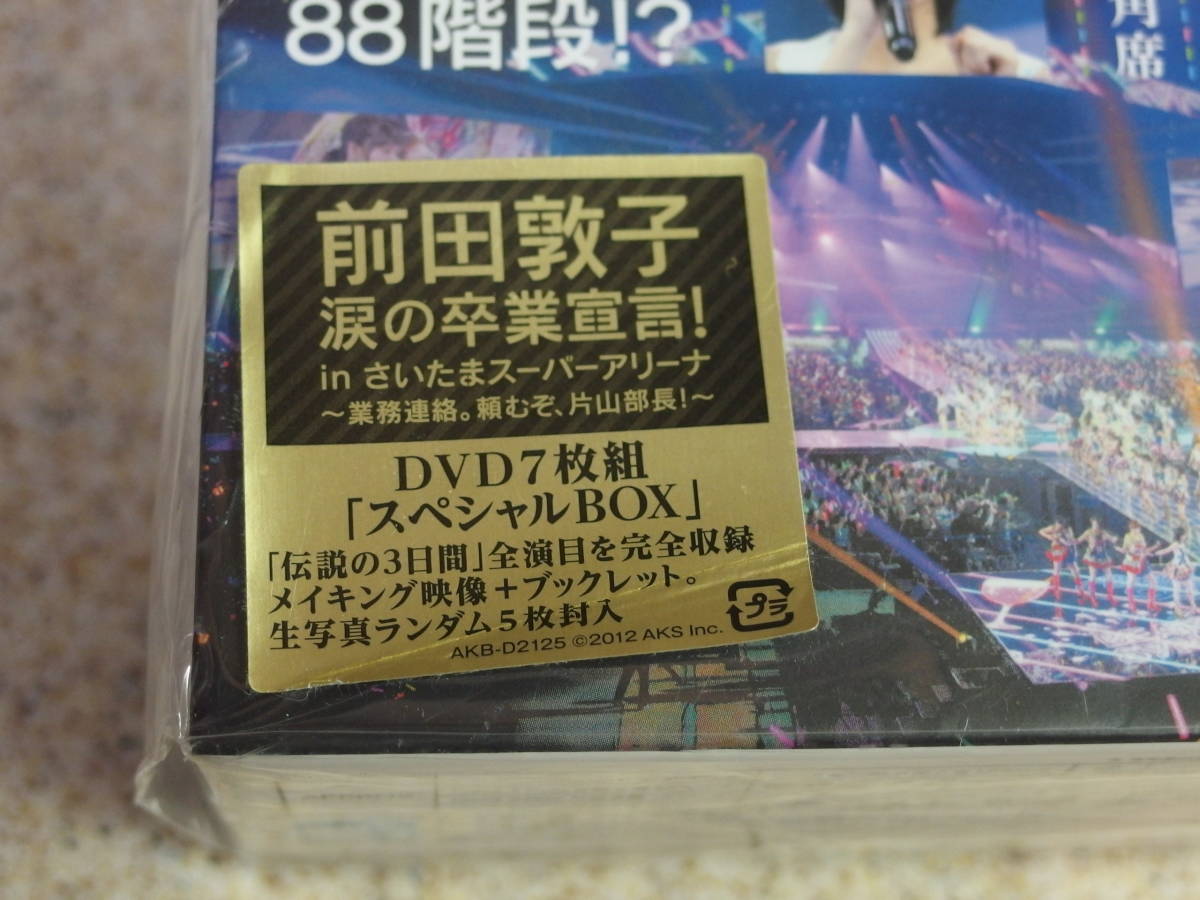 88階段!?
角席
前田敦子
涙の卒業宣言!
in さいたまスーパーアリーナ
～業務連絡。頼むぞ、片山部長!～
DVD7枚組
「スペシャルBOX」
「伝説の3日間」全演目を完全収録
メイキング映像＋ブックレット。
生写真ランダム5枚封入
プラ
AKB-D2125 ©2012 AKS Inc.